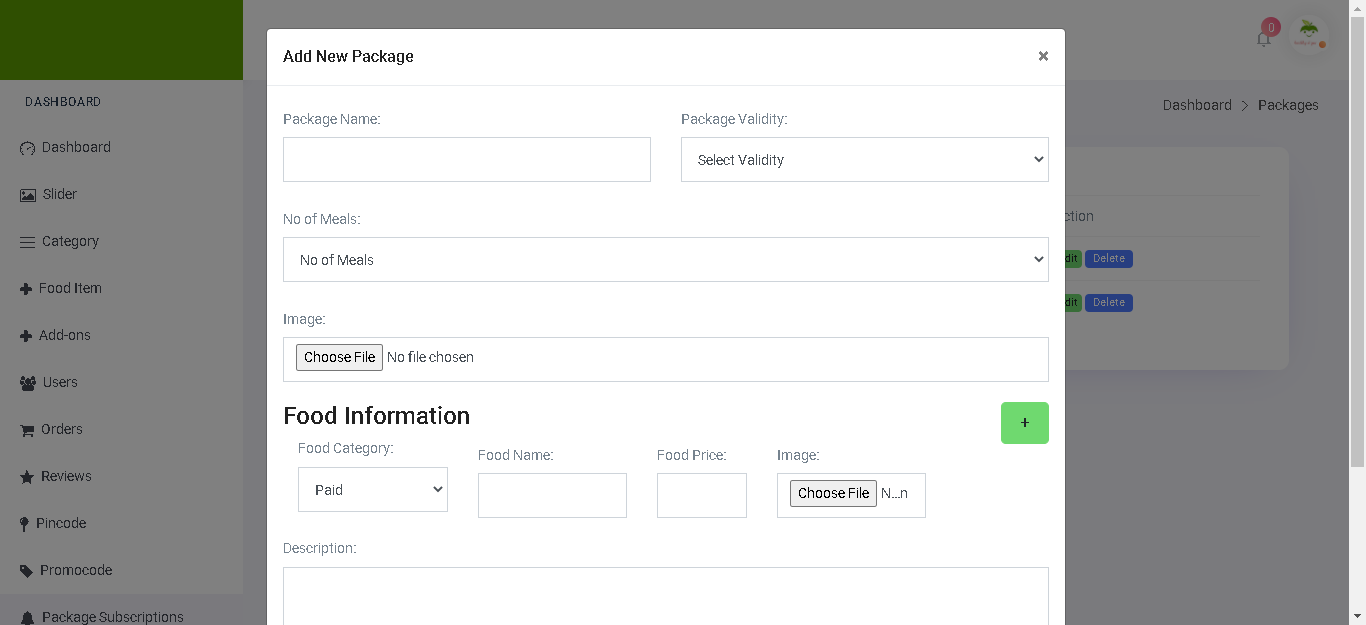 0
Add New Package
×
DASHBOARD
Dashboard > Packages
Package Name:
Package Validity:
Dashboard
Select Validity
Slider
No of Meals:
ction
Category
No of Meals
dit Delete
Food Item
dit Delete
Image:
Add-ons
Choose File No file chosen
Users
Food Information
+
Orders
Food Category:
Food Name:
Food Price:
Image:
Reviews
Paid
Choose File N...n
Pincode
Description:
Promocode
Package Subscriptions